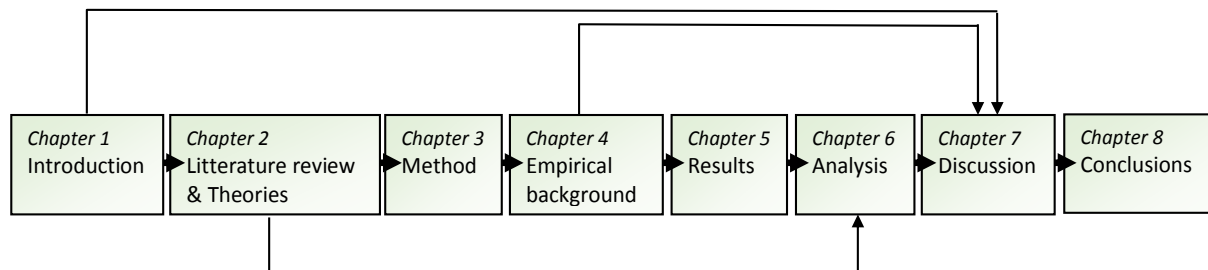 Chapter 1
Introduction
Chapter 2
Litterature review
& Theories
Chapter 3
Method
Chapter 4
Empirical
background
Chapter 5
Results
Chapter 6
Analysis
Chapter 7
Discussion
Chapter 8
Conclusions